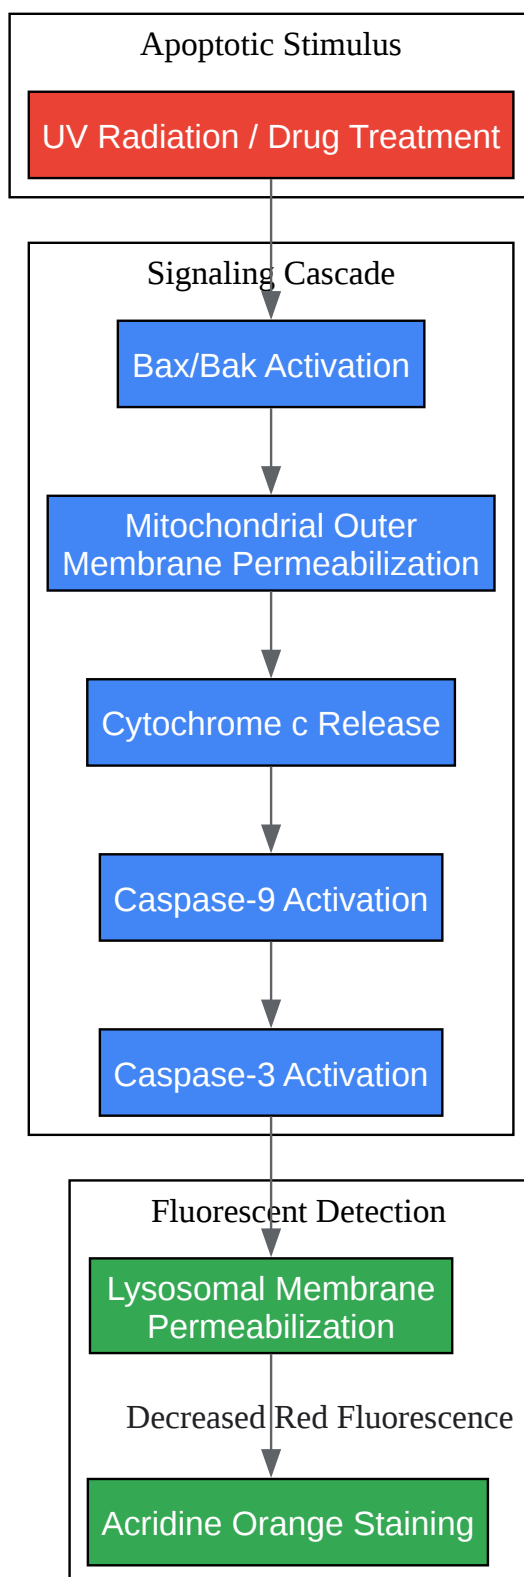 Apoptotic Stimulus
UV Radiation / Drug Treatment
Signaling Cascade
Bax/Bak Activation
Mitochondrial Outer
Membrane Permeabilization
Cytochrome c Release
Caspase-9 Activation
Caspase-3 Activation
Fluorescent Detection
Lysosomal Membrane
Permeabilization
Decreased Red Fluorescence
Acridine Orange Staining